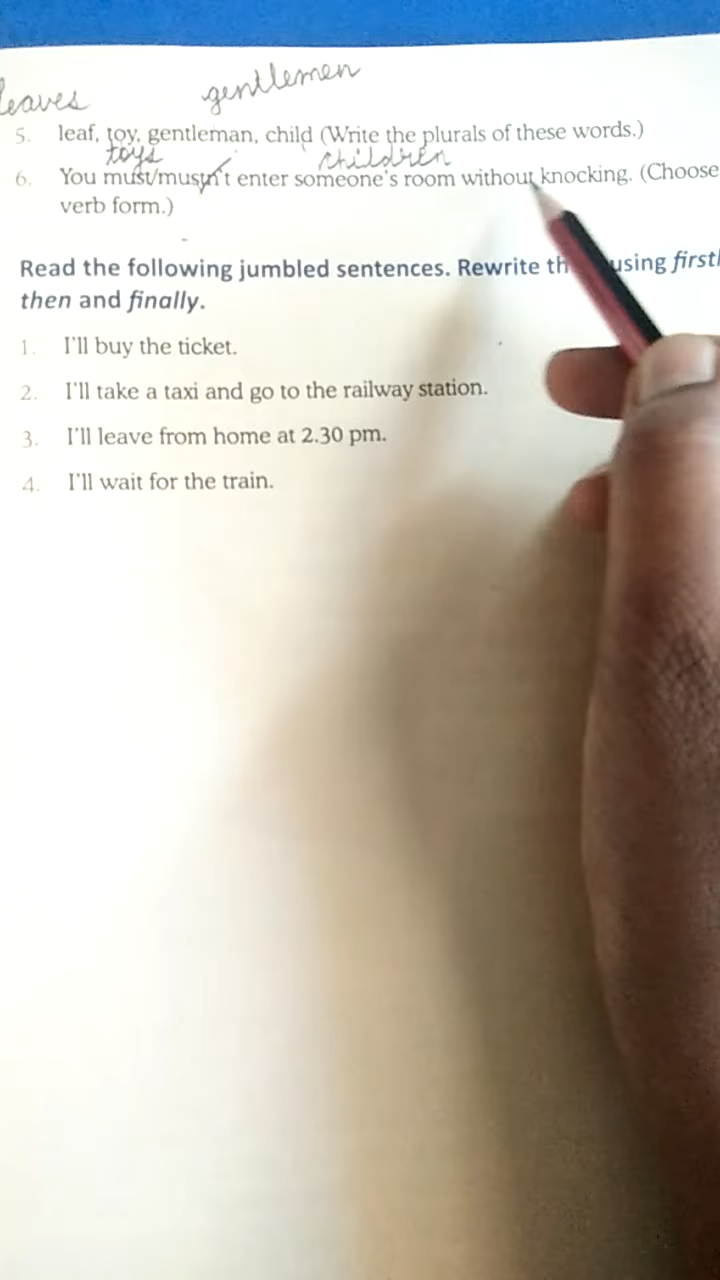 leaves gentlemen
5. leaf, toy, gentleman, child (Write the plurals of these words.)
toys children
6. You must/mustn't enter someone's room without knocking. (Choose
verb form.)
Read the following jumbled sentences. Rewrite using
then and finally.
1. I'll buy the ticket.
2. I'll take a taxi and go to the railway station.
3. I'll leave from home at 2.30 pm.
4. I'll wait for the train.